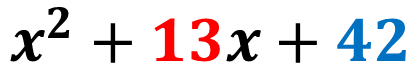 x² + 13x + 42